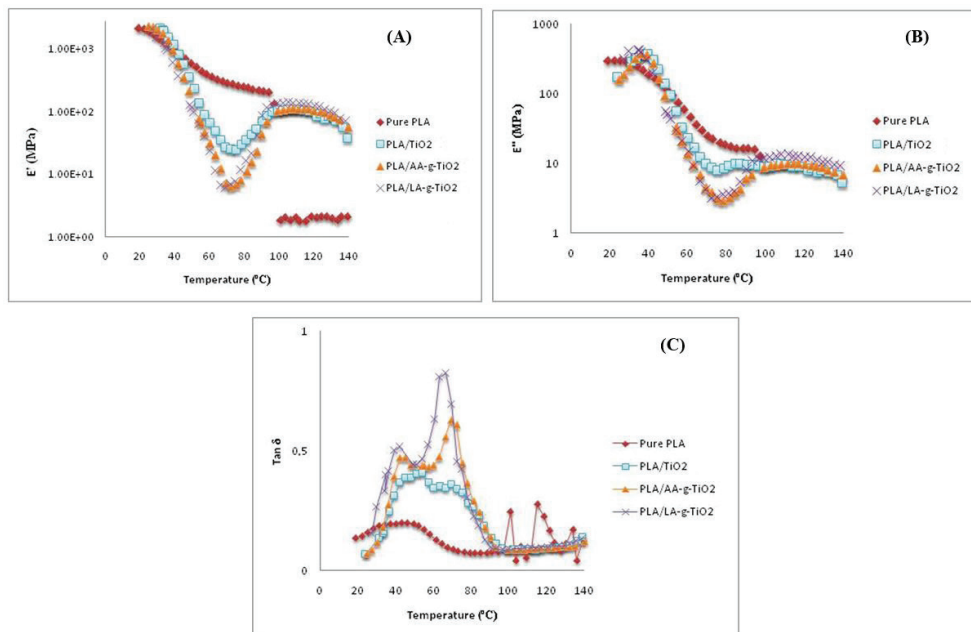 (A)
E' (MPa)
1.00E+03
1.00E+02
1.00E+01
1.00E+00
0 20 40 60 80 100 120 140
Temperature (ºC)
Pure PLA
PLA/TiO2
PLA/AA-g-TiO2
PLA/LA-g-TiO2
(B)
E'' (MPa)
1000
100
10
1
0 20 40 60 80 100 120 140
Temperature (ºC)
Pure PLA
PLA/TiO2
PLA/AA-g-TiO2
PLA/LA-g-TiO2
(C)
Tan δ
1
0,5
0
0 20 40 60 80 100 120 140
Temperature (ºC)
Pure PLA
PLA/TiO2
PLA/AA-g-TiO2
PLA/LA-g-TiO2